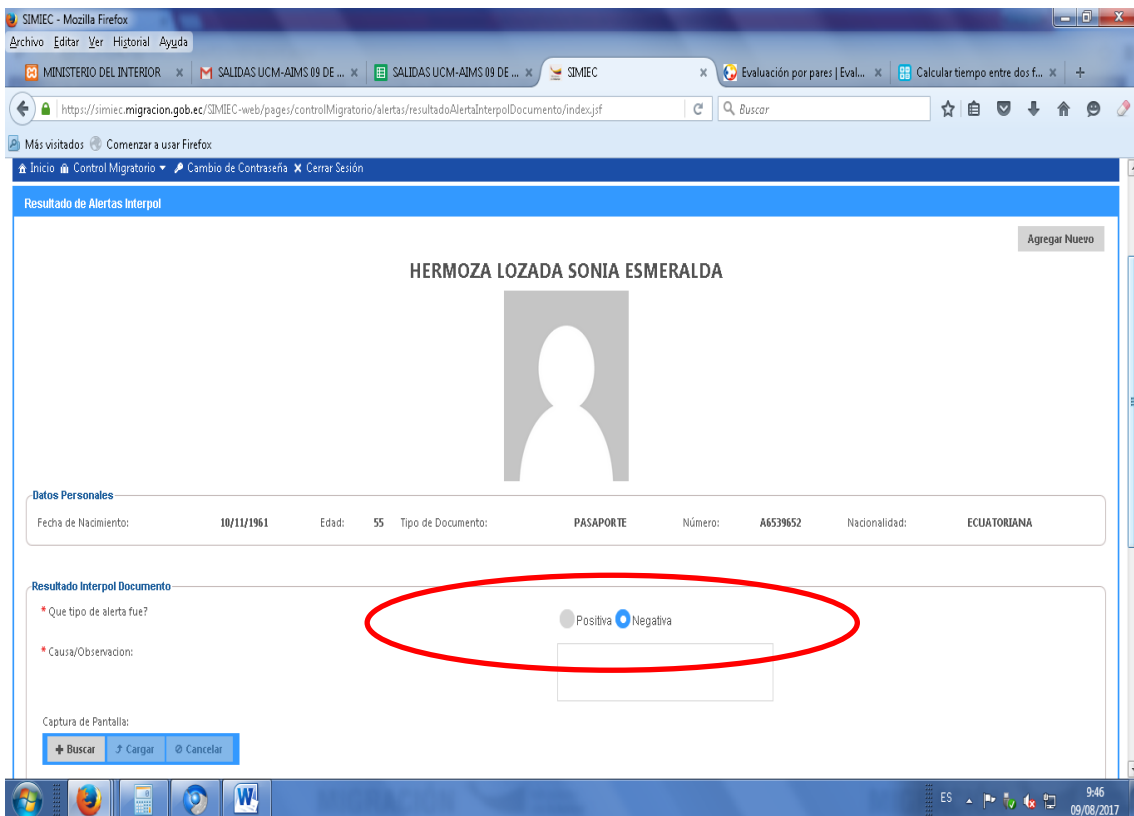 SIMIEC - Mozilla Firefox
Archivo Editar Ver Historial Ayuda
MINISTERIO DEL INTERIOR × SALIDAS UCM-AIMS 09 DE ... × SALIDAS UCM-AIMS 09 DE ... × SIMIEC × Evaluación por pares | Eval... × Calcular tiempo entre dos f... × +
https://simiec.migracion.gob.ec/SIMIEC-web/pages/controlMigratorio/alertas/resultadoAlertaInterpolDocumento/index.jsf Buscar
Más visitados Comenzar a usar Firefox
Inicio Control Migratorio Cambio de Contraseña Cerrar Sesión
Resultado de Alertas Interpol
Agregar Nuevo
HERMOZA LOZADA SONIA ESMERALDA
Datos Personales
Fecha de Nacimiento: 10/11/1961 Edad: 55 Tipo de Documento: PASAPORTE Número: A6539652 Nacionalidad: ECUATORIANA
Resultado Interpol Documento
* Que tipo de alerta fue? Positiva Negativa
* Causa/Observacion:
Captura de Pantalla:
Buscar Cargar Cancelar
ES 9:46
09/08/2017